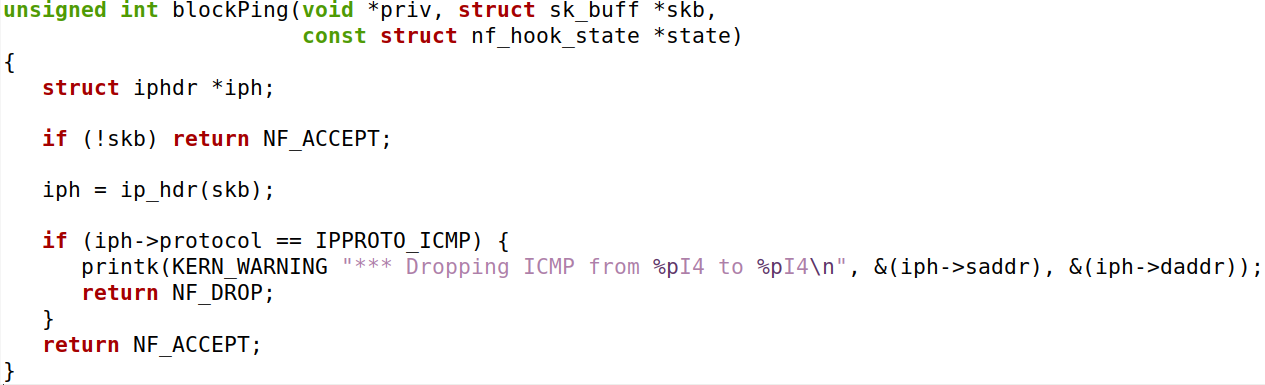 unsigned int blockPing(void *priv, struct sk_buff *skb,
                       const struct nf_hook_state *state)
{
   struct iphdr *iph;

   if (!skb) return NF_ACCEPT;

   iph = ip_hdr(skb);

   if (iph->protocol == IPPROTO_ICMP) {
      printk(KERN_WARNING "*** Dropping ICMP from %pI4 to %pI4\n", &(iph->saddr), &(iph->daddr));
      return NF_DROP;
   }
   return NF_ACCEPT;
}